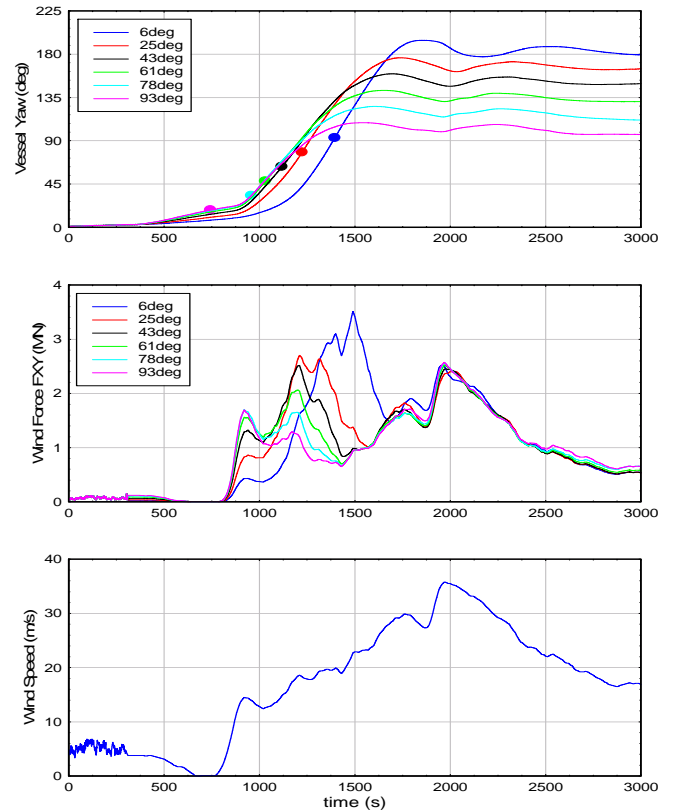 225
180
135
90
45
0
Vessel Yaw (deg)
6deg
25deg
43deg
61deg
78deg
93deg
0 500 1000 1500 2000 2500 3000
4
3
2
1
0
Wind Force FXY (MN)
6deg
25deg
43deg
61deg
78deg
93deg
0 500 1000 1500 2000 2500 3000
40
30
20
10
0
Wind Speed (m/s)
0 500 1000 1500 2000 2500 3000
time (s)